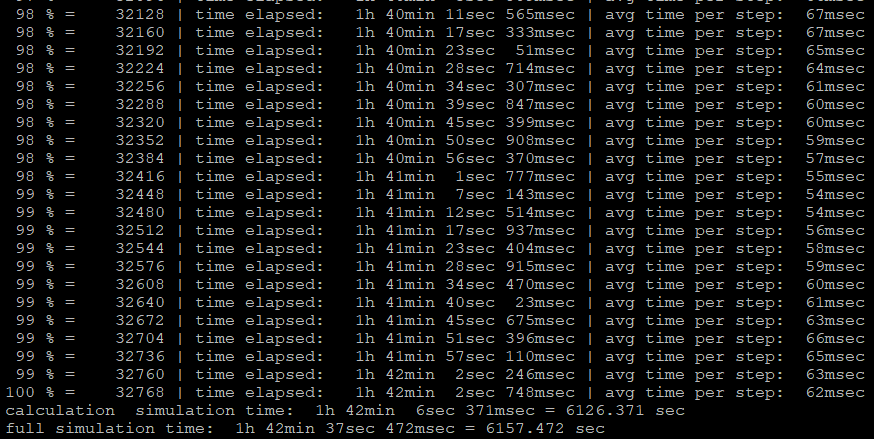 98 % =    32128 | time elapsed:   1h 40min 11sec 565msec | avg time per step:  67msec
98 % =    32160 | time elapsed:   1h 40min 17sec 333msec | avg time per step:  67msec
98 % =    32192 | time elapsed:   1h 40min 23sec  51msec | avg time per step:  65msec
98 % =    32224 | time elapsed:   1h 40min 28sec 714msec | avg time per step:  64msec
98 % =    32256 | time elapsed:   1h 40min 34sec 307msec | avg time per step:  61msec
98 % =    32288 | time elapsed:   1h 40min 39sec 847msec | avg time per step:  60msec
98 % =    32320 | time elapsed:   1h 40min 45sec 399msec | avg time per step:  60msec
98 % =    32352 | time elapsed:   1h 40min 50sec 908msec | avg time per step:  59msec
98 % =    32384 | time elapsed:   1h 40min 56sec 370msec | avg time per step:  57msec
98 % =    32416 | time elapsed:   1h 41min  1sec 777msec | avg time per step:  55msec
99 % =    32448 | time elapsed:   1h 41min  7sec 143msec | avg time per step:  54msec
99 % =    32480 | time elapsed:   1h 41min 12sec 514msec | avg time per step:  54msec
99 % =    32512 | time elapsed:   1h 41min 17sec 937msec | avg time per step:  56msec
99 % =    32544 | time elapsed:   1h 41min 23sec 404msec | avg time per step:  58msec
99 % =    32576 | time elapsed:   1h 41min 28sec 915msec | avg time per step:  59msec
99 % =    32608 | time elapsed:   1h 41min 34sec 470msec | avg time per step:  60msec
99 % =    32640 | time elapsed:   1h 41min 40sec  23msec | avg time per step:  61msec
99 % =    32672 | time elapsed:   1h 41min 45sec 675msec | avg time per step:  63msec
99 % =    32704 | time elapsed:   1h 41min 51sec 396msec | avg time per step:  66msec
99 % =    32736 | time elapsed:   1h 41min 57sec 110msec | avg time per step:  65msec
99 % =    32760 | time elapsed:   1h 42min  2sec 246msec | avg time per step:  63msec
100 % =    32768 | time elapsed:   1h 42min  2sec 748msec | avg time per step:  62msec
calculation  simulation time:  1h 42min  6sec 371msec = 6126.371 sec
full simulation time:  1h 42min 37sec 472msec = 6157.472 sec